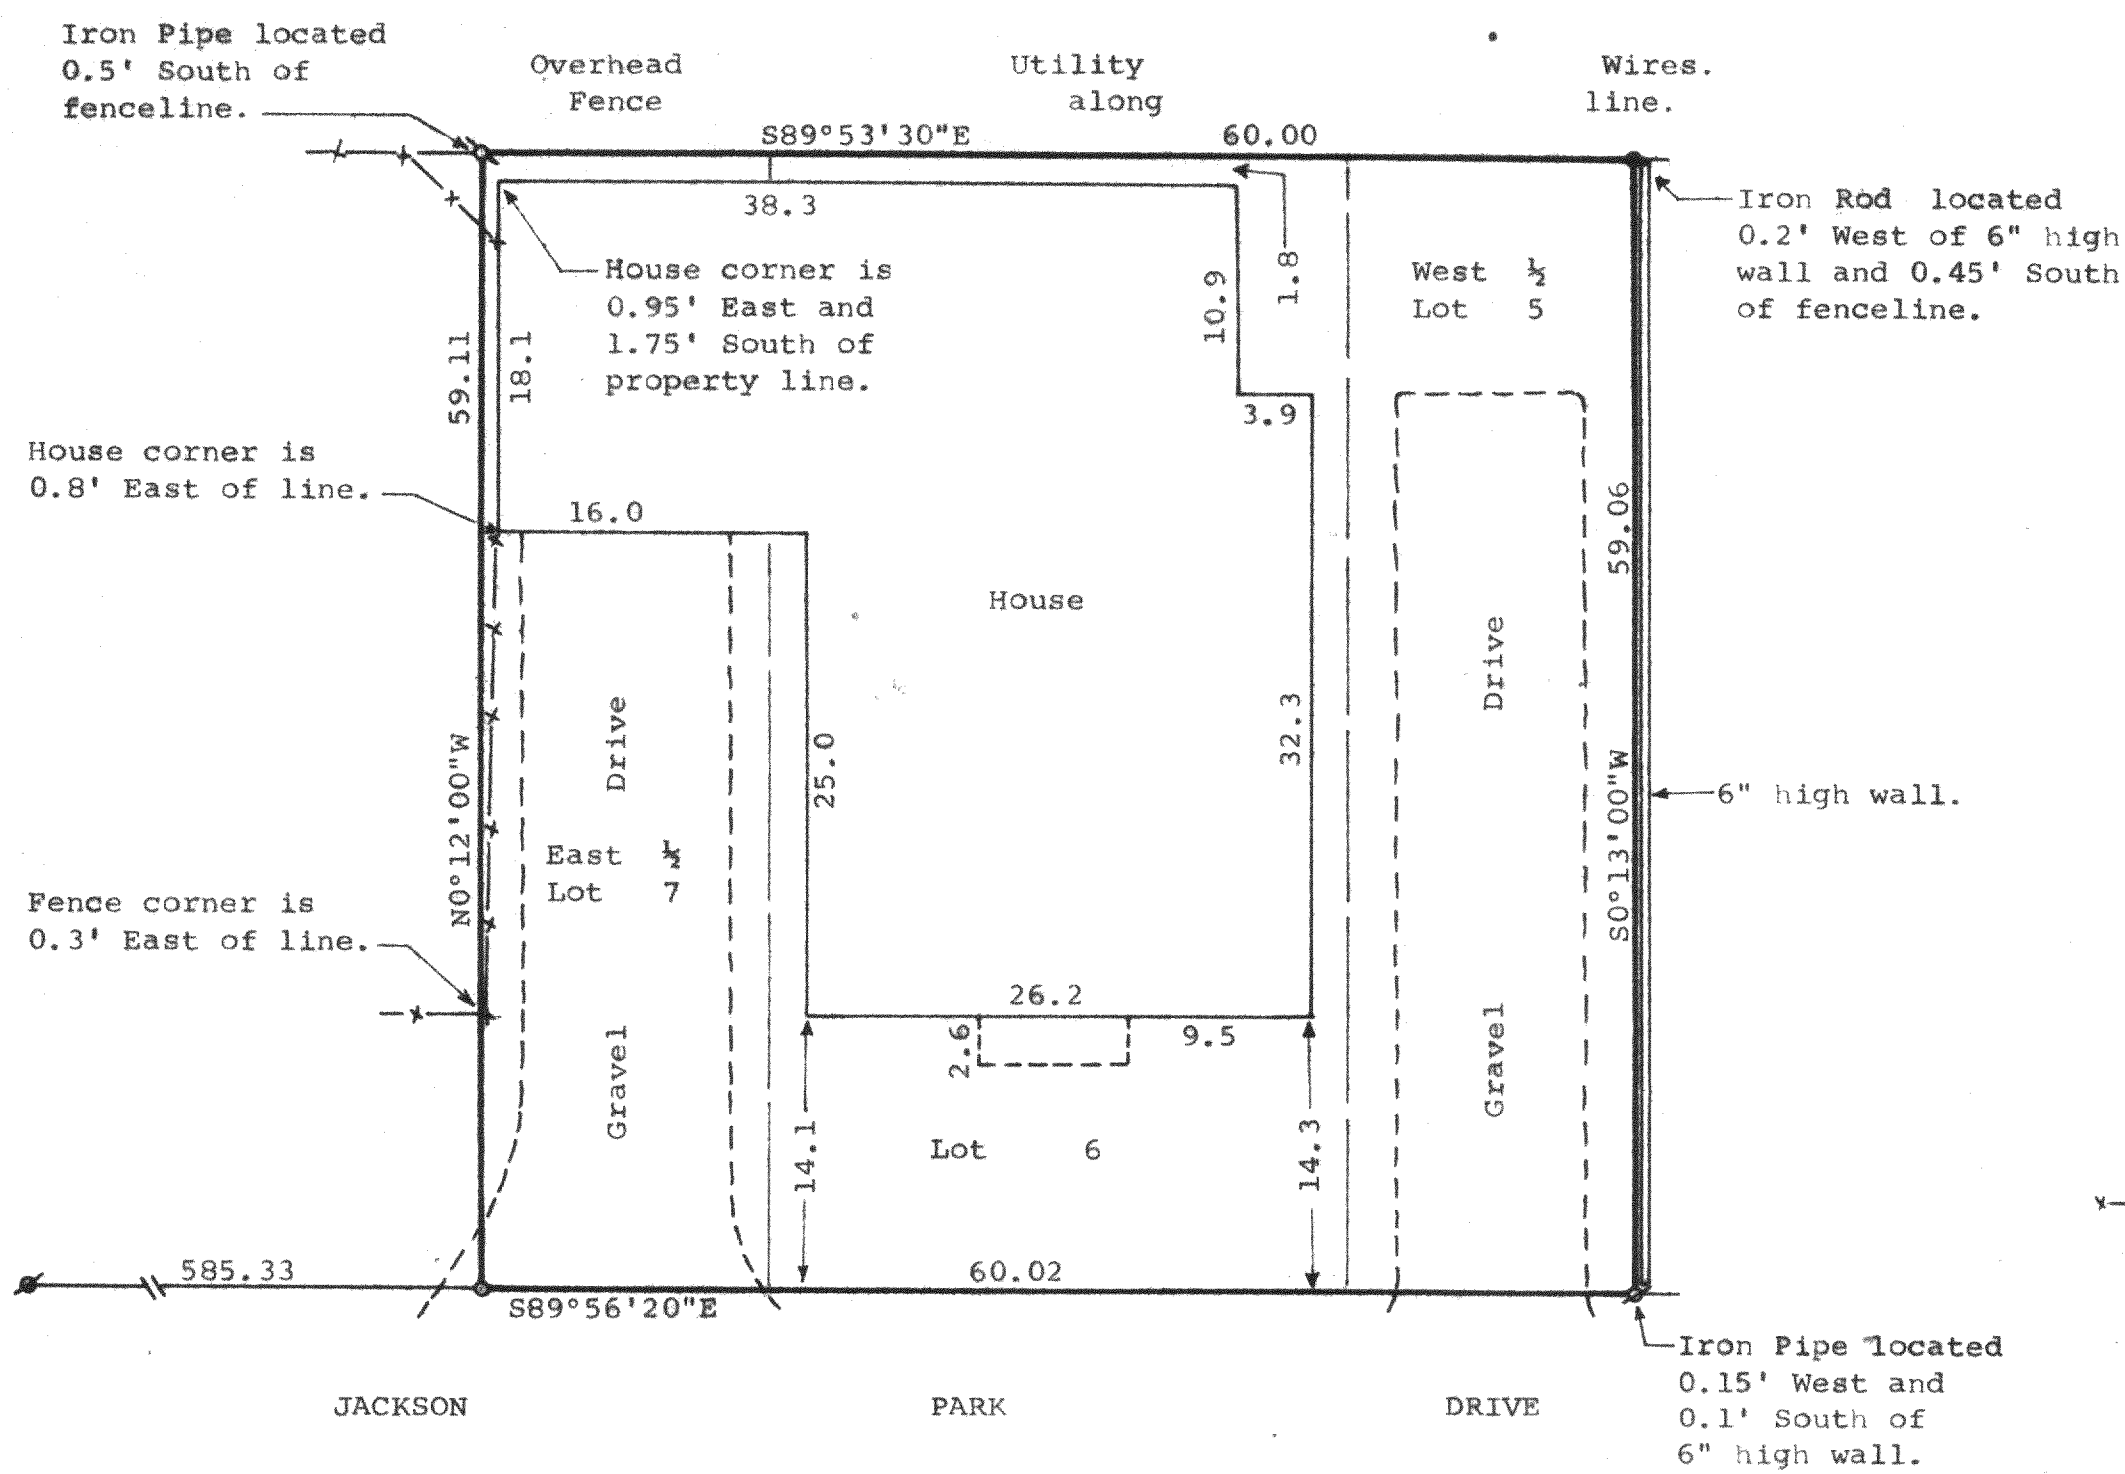 Iron Pipe located
0.5' South of
fenceline.
Overhead Utility Wires.
Fence along line.
S89°53'30"E 60.00
38.3
Iron Rod located
0.2' West of 6" high
wall and 0.45' South
of fenceline.
House corner is
0.95' East and
1.75' South of
property line.
59.11
18.1
10.9
1.8
West ½
Lot 5
3.9
House corner is
0.8' East of line.
16.0
59.06
House
Drive
Drive
25.0
32.3
N0°12'00"W
S0°13'00"W
6" high wall.
East ½
Lot 7
Fence corner is
0.3' East of line.
26.2
2.6
9.5
Gravel
Gravel
14.1
14.3
Lot 6
585.33
60.02
S89°56'20"E
Iron Pipe located
0.15' West and
0.1' South of
6" high wall.
JACKSON PARK DRIVE